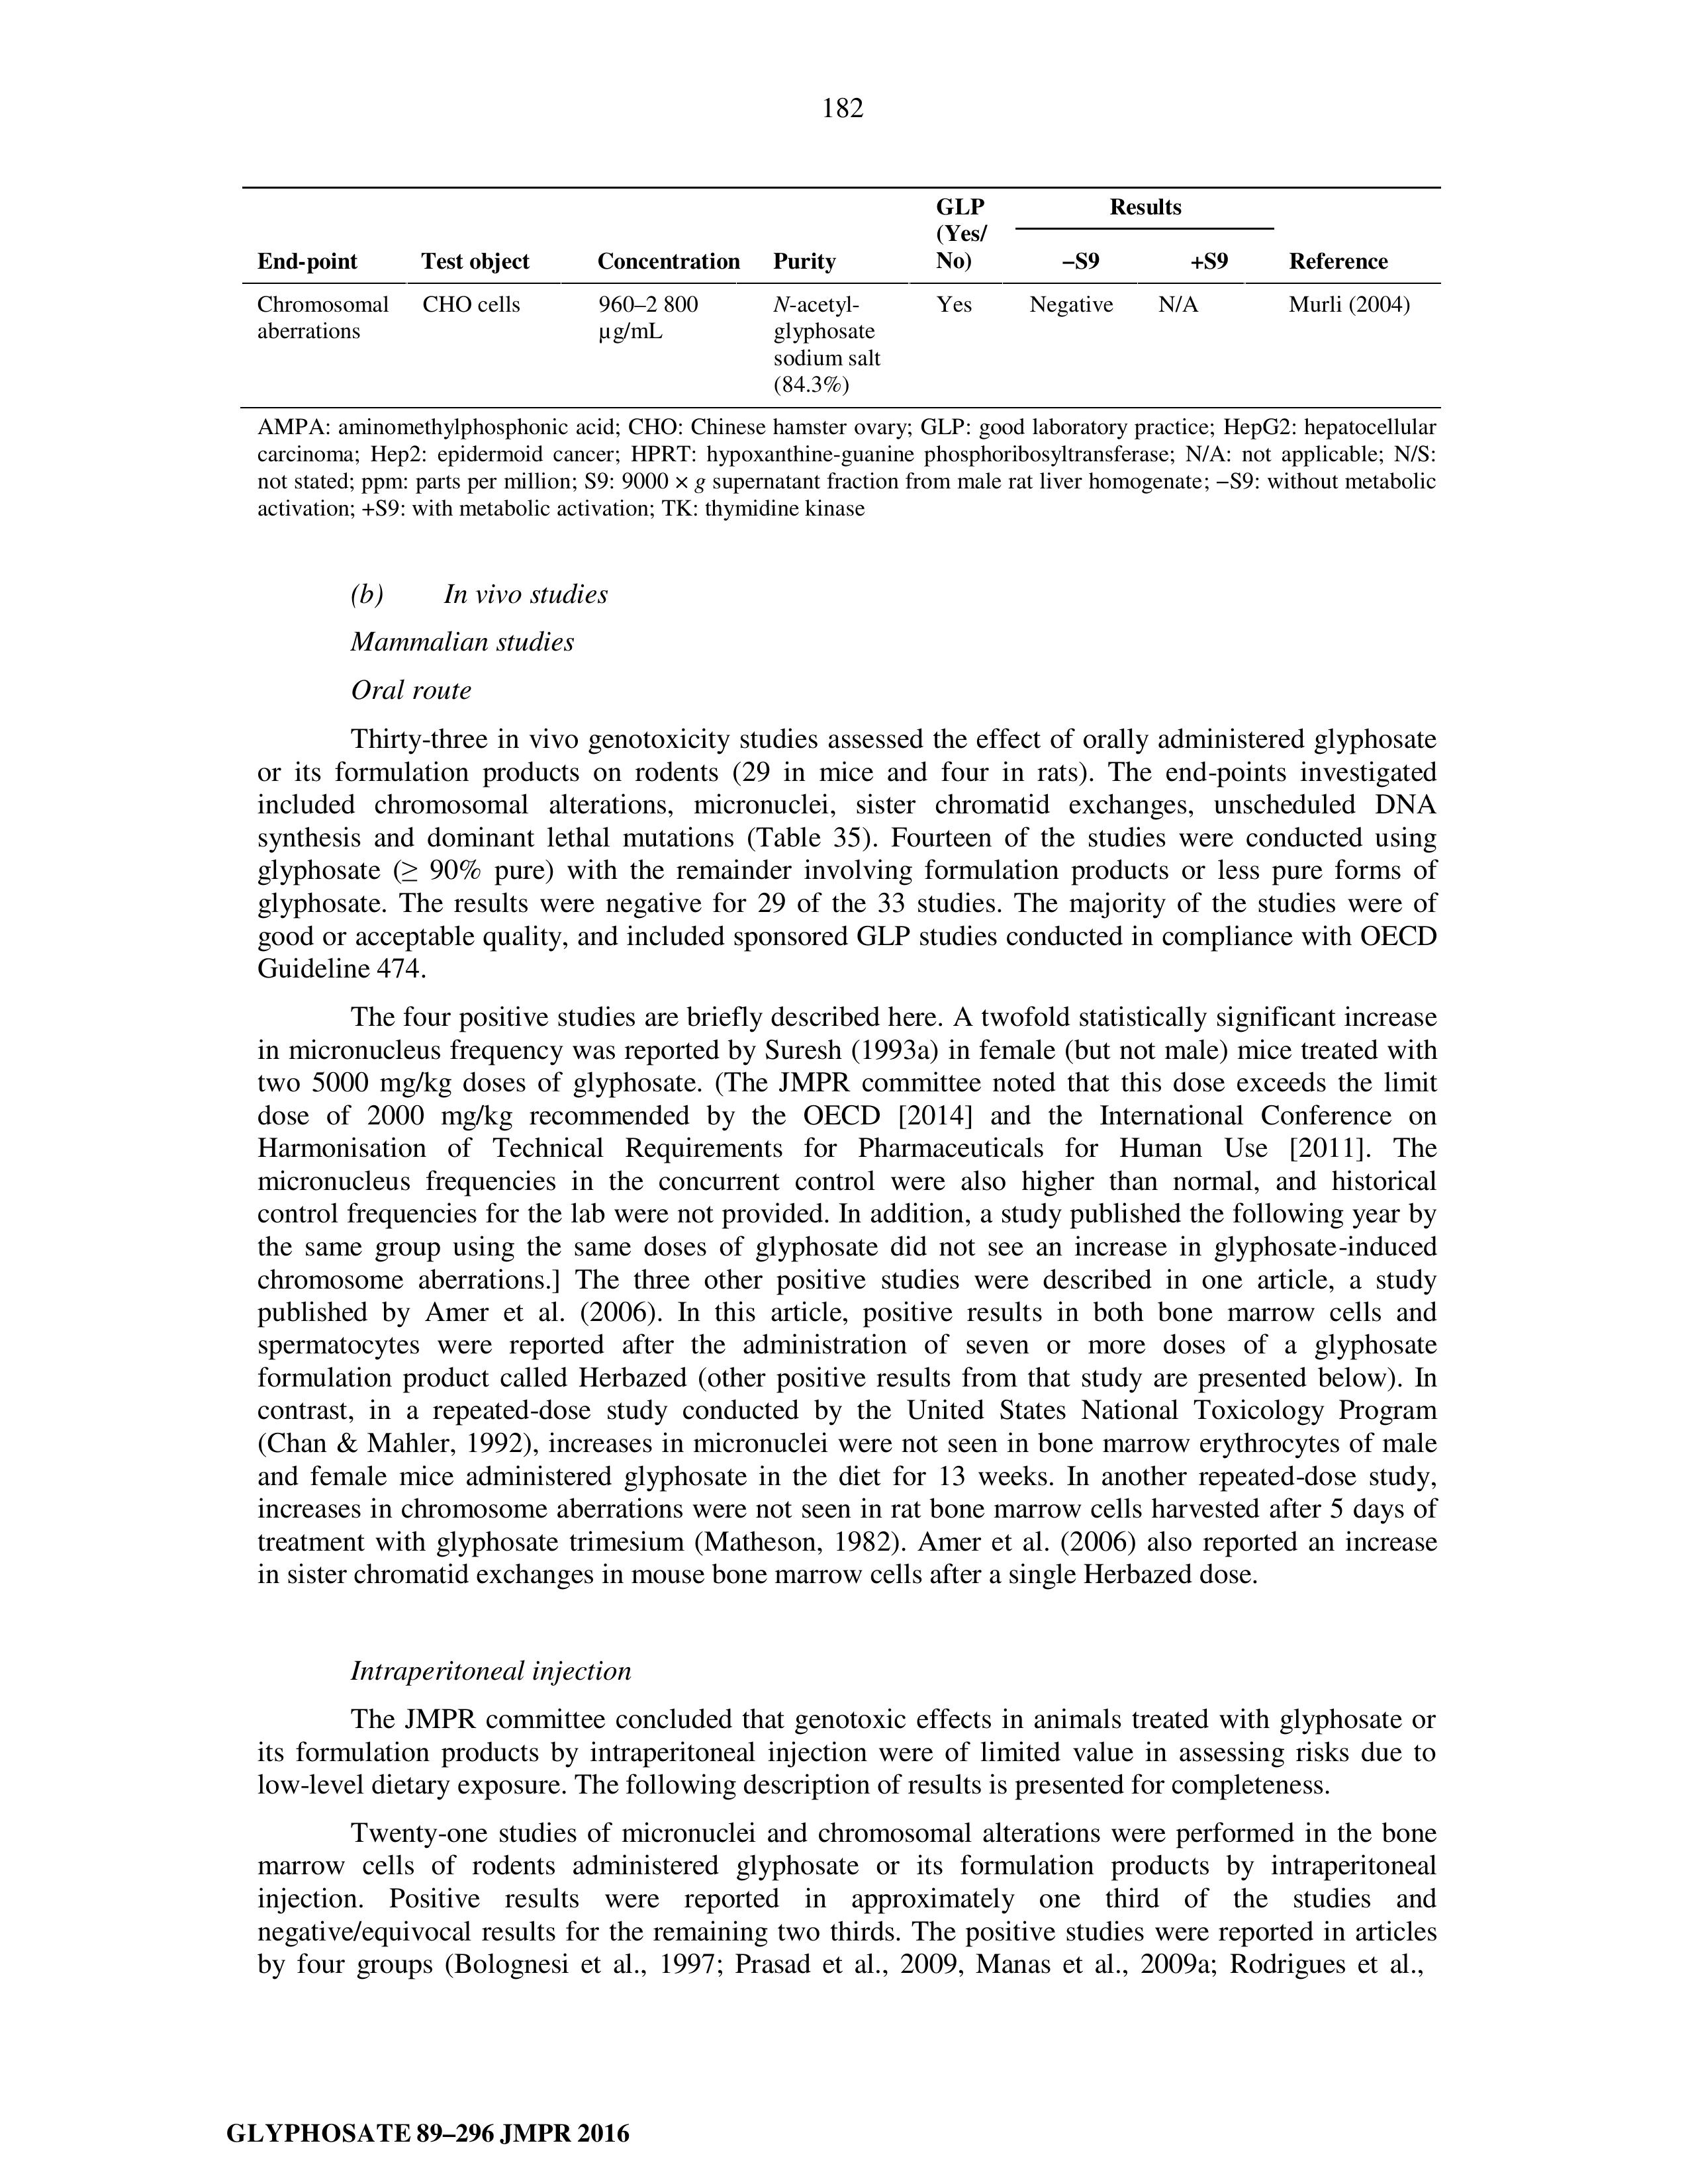 182
GLP
(Yes/
No)
Results
End-point Test object Concentration Purity –S9 +S9 Reference
Chromosomal CHO cells 960–2 800 N-acetyl- Yes Negative N/A Murli (2004)
aberrations µg/mL glyphosate
sodium salt
(84.3%)
AMPA: aminomethylphosphonic acid; CHO: Chinese hamster ovary; GLP: good laboratory practice; HepG2: hepatocellular
carcinoma; Hep2: epidermoid cancer; HPRT: hypoxanthine-guanine phosphoribosyltransferase; N/A: not applicable; N/S:
not stated; ppm: parts per million; S9: 9000 × g supernatant fraction from male rat liver homogenate; –S9: without metabolic
activation; +S9: with metabolic activation; TK: thymidine kinase
(b) In vivo studies
Mammalian studies
Oral route
Thirty-three in vivo genotoxicity studies assessed the effect of orally administered glyphosate
or its formulation products on rodents (29 in mice and four in rats). The end-points investigated
included chromosomal alterations, micronuclei, sister chromatid exchanges, unscheduled DNA
synthesis and dominant lethal mutations (Table 35). Fourteen of the studies were conducted using
glyphosate (≥ 90% pure) with the remainder involving formulation products or less pure forms of
glyphosate. The results were negative for 29 of the 33 studies. The majority of the studies were of
good or acceptable quality, and included sponsored GLP studies conducted in compliance with OECD
Guideline 474.
The four positive studies are briefly described here. A twofold statistically significant increase
in micronucleus frequency was reported by Suresh (1993a) in female (but not male) mice treated with
two 5000 mg/kg doses of glyphosate. (The JMPR committee noted that this dose exceeds the limit
dose of 2000 mg/kg recommended by the OECD [2014] and the International Conference on
Harmonisation of Technical Requirements for Pharmaceuticals for Human Use [2011]. The
micronucleus frequencies in the concurrent control were also higher than normal, and historical
control frequencies for the lab were not provided. In addition, a study published the following year by
the same group using the same doses of glyphosate did not see an increase in glyphosate-induced
chromosome aberrations.] The three other positive studies were described in one article, a study
published by Amer et al. (2006). In this article, positive results in both bone marrow cells and
spermatocytes were reported after the administration of seven or more doses of a glyphosate
formulation product called Herbazed (other positive results from that study are presented below). In
contrast, in a repeated-dose study conducted by the United States National Toxicology Program
(Chan & Mahler, 1992), increases in micronuclei were not seen in bone marrow erythrocytes of male
and female mice administered glyphosate in the diet for 13 weeks. In another repeated-dose study,
increases in chromosome aberrations were not seen in rat bone marrow cells harvested after 5 days of
treatment with glyphosate trimesium (Matheson, 1982). Amer et al. (2006) also reported an increase
in sister chromatid exchanges in mouse bone marrow cells after a single Herbazed dose.
Intraperitoneal injection
The JMPR committee concluded that genotoxic effects in animals treated with glyphosate or
its formulation products by intraperitoneal injection were of limited value in assessing risks due to
low-level dietary exposure. The following description of results is presented for completeness.
Twenty-one studies of micronuclei and chromosomal alterations were performed in the bone
marrow cells of rodents administered glyphosate or its formulation products by intraperitoneal
injection. Positive results were reported in approximately one third of the studies and
negative/equivocal results for the remaining two thirds. The positive studies were reported in articles
by four groups (Bolognesi et al., 1997; Prasad et al., 2009, Manas et al., 2009a; Rodrigues et al.,
GLYPHOSATE 89–296 JMPR 2016